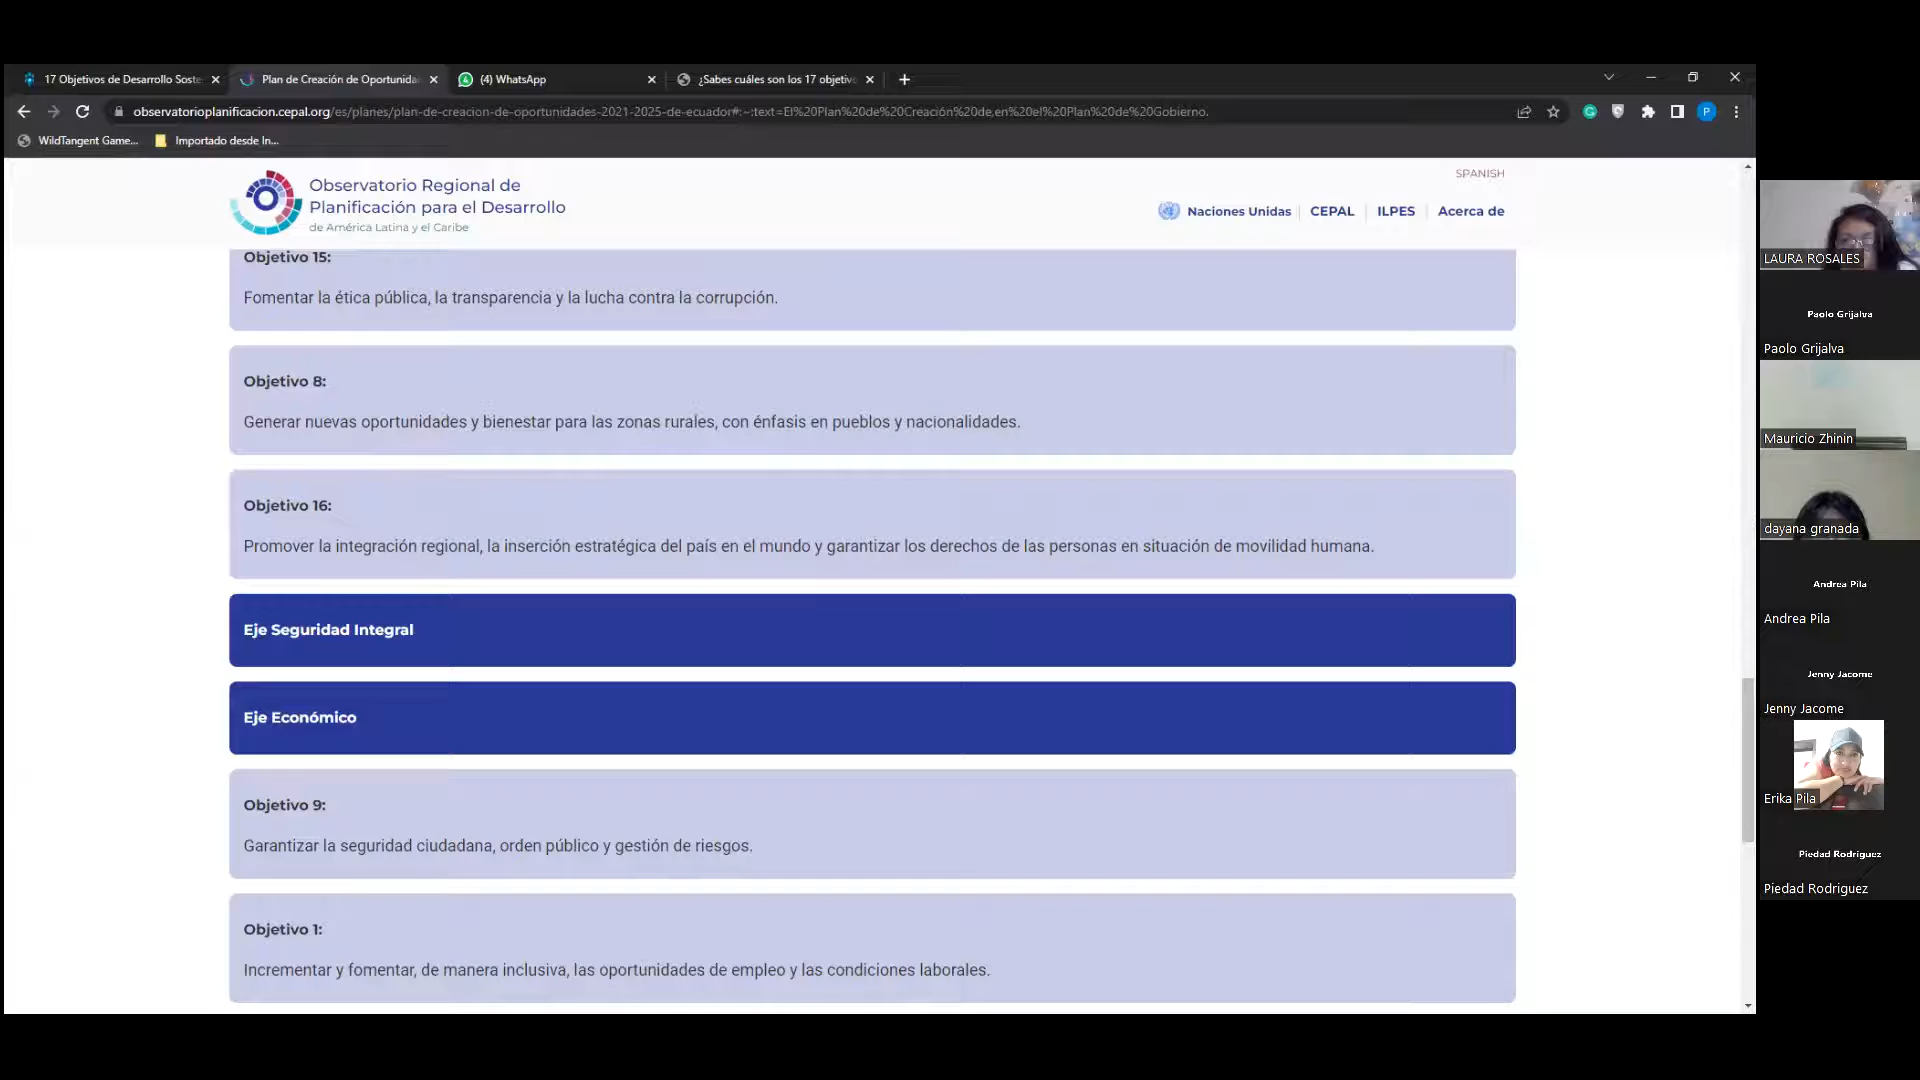 17 Objetivos de Desarrollo Soste
Plan de Creación de Oportunida
(4) WhatsApp
¿Sabes cuáles son los 17 objetivo
observatorioplanificacion.cepal.org/es/planes/plan-de-creacion-de-oportunidades-2021-2025-de-ecuador#:~:text=El%20Plan%20de%20Creación%20de,en%20el%20Plan%20de%20Gobierno.
P
WildTangent Game...
Importado desde In...
SPANISH
Observatorio Regional de
Planificación para el Desarrollo
de América Latina y el Caribe
Naciones Unidas
CEPAL
ILPES
Acerca de
Objetivo 15:
Fomentar la ética pública, la transparencia y la lucha contra la corrupción.
Objetivo 8:
Generar nuevas oportunidades y bienestar para las zonas rurales, con énfasis en pueblos y nacionalidades.
Objetivo 16:
Promover la integración regional, la inserción estratégica del país en el mundo y garantizar los derechos de las personas en situación de movilidad humana.
Eje Seguridad Integral
Eje Económico
Objetivo 9:
Garantizar la seguridad ciudadana, orden público y gestión de riesgos.
Objetivo 1:
Incrementar y fomentar, de manera inclusiva, las oportunidades de empleo y las condiciones laborales.
LAURA ROSALES
Paolo Grijalva
Paolo Grijalva
Mauricio Zhinin
dayana granada
Andrea Pila
Andrea Pila
Jenny Jacome
Jenny Jacome
Erika Pila
Piedad Rodriguez
Piedad Rodriguez